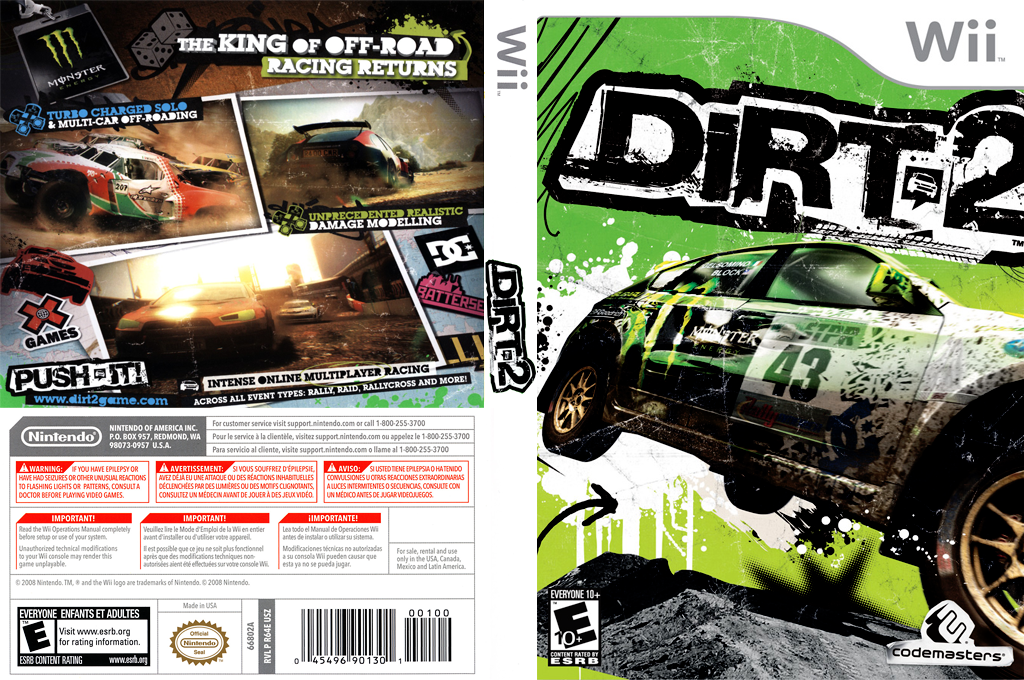 MONSTER
ENERGY
THE KING OF OFF-ROAD
RACING RETURNS
TURBO CHARGED SOLO
& MULTI-CAR OFF-ROADING
207
UNPRECEDENTED REALISTIC
DAMAGE MODELLING
DC
BATTERSE
X
GAMES
PUSH-IT!
www.dirt2game.com
INTENSE ONLINE MULTIPLAYER RACING
ACROSS ALL EVENT TYPES: RALLY, RAID, RALLYCROSS AND MORE!
Nintendo®
NINTENDO OF AMERICA INC.
P.O. BOX 957, REDMOND, WA
98073-0957 U.S.A.
For customer service visit support.nintendo.com or call 1-800-255-3700
Pour le service à la clientèle, visitez support.nintendo.com ou appelez le 1-800-255-3700
Para servicio al cliente, visite support.nintendo.com o llame al 1-800-255-3700
WARNING: IF YOU HAVE EPILEPSY OR
HAVE HAD SEIZURES OR OTHER UNUSUAL REACTIONS
TO FLASHING LIGHTS OR PATTERNS, CONSULT A
DOCTOR BEFORE PLAYING VIDEO GAMES.
AVERTISSEMENT: SI VOUS SOUFFREZ D'ÉPILEPSIE,
AVEZ DÉJÀ EU UNE ATTAQUE OU DES RÉACTIONS INHABITUELLES
DÉCLENCHÉES PAR DES LUMIÈRES OU DES MOTIFS CLIGNOTANTS,
CONSULTEZ UN MÉDECIN AVANT DE JOUER À DES JEUX VIDÉO.
AVISO: SI USTED TIENE EPILEPSIA O HA TENIDO
CONVULSIONES U OTRAS REACCIONES EXTRAORDINARIAS
A LUCES INTERMITENTES O SECUENCIAS, CONSULTE CON
UN MÉDICO ANTES DE JUGAR VIDEOJUEGOS.
IMPORTANT!
Read the Wii Operations Manual completely
before setup or use of your system.
Unauthorized technical modifications
to your Wii console may render this
game unplayable.
IMPORTANT!
Veuillez lire le Mode d'Emploi de la Wii en entier
avant d'installer ou d'utiliser votre appareil.
Il est possible que ce jeu ne soit plus fonctionnel
après que des modifications techniques non-
autorisées aient été effectuées sur votre console Wii.
¡IMPORTANTE!
Lea todo el Manual de Operaciones Wii
antes de instalar o utilizar su sistema.
Modificaciones técnicas no autorizadas
a su consola Wii pueden causar que
esta ya no se pueda jugar.
For sale, rental and use
only in the USA, Canada,
Mexico and Latin America.
© 2008 Nintendo. TM, ® and the Wii logo are trademarks of Nintendo. © 2008 Nintendo.
EVERYONE ENFANTS ET ADULTES
E
Visit www.esrb.org
for rating information.
ESRB CONTENT RATING www.esrb.org
Made in USA
Official
Nintendo
Seal
66802A
RVL P R64E USZ
00100
0 45496 90130 1
Wii
DiRT-2
Wii
DiRT-2
TM
BLOCK
MONSTER
ENERGY
43
EVERYONE 10+
E
10+
CONTENT RATED BY
ESRB
codemasters®